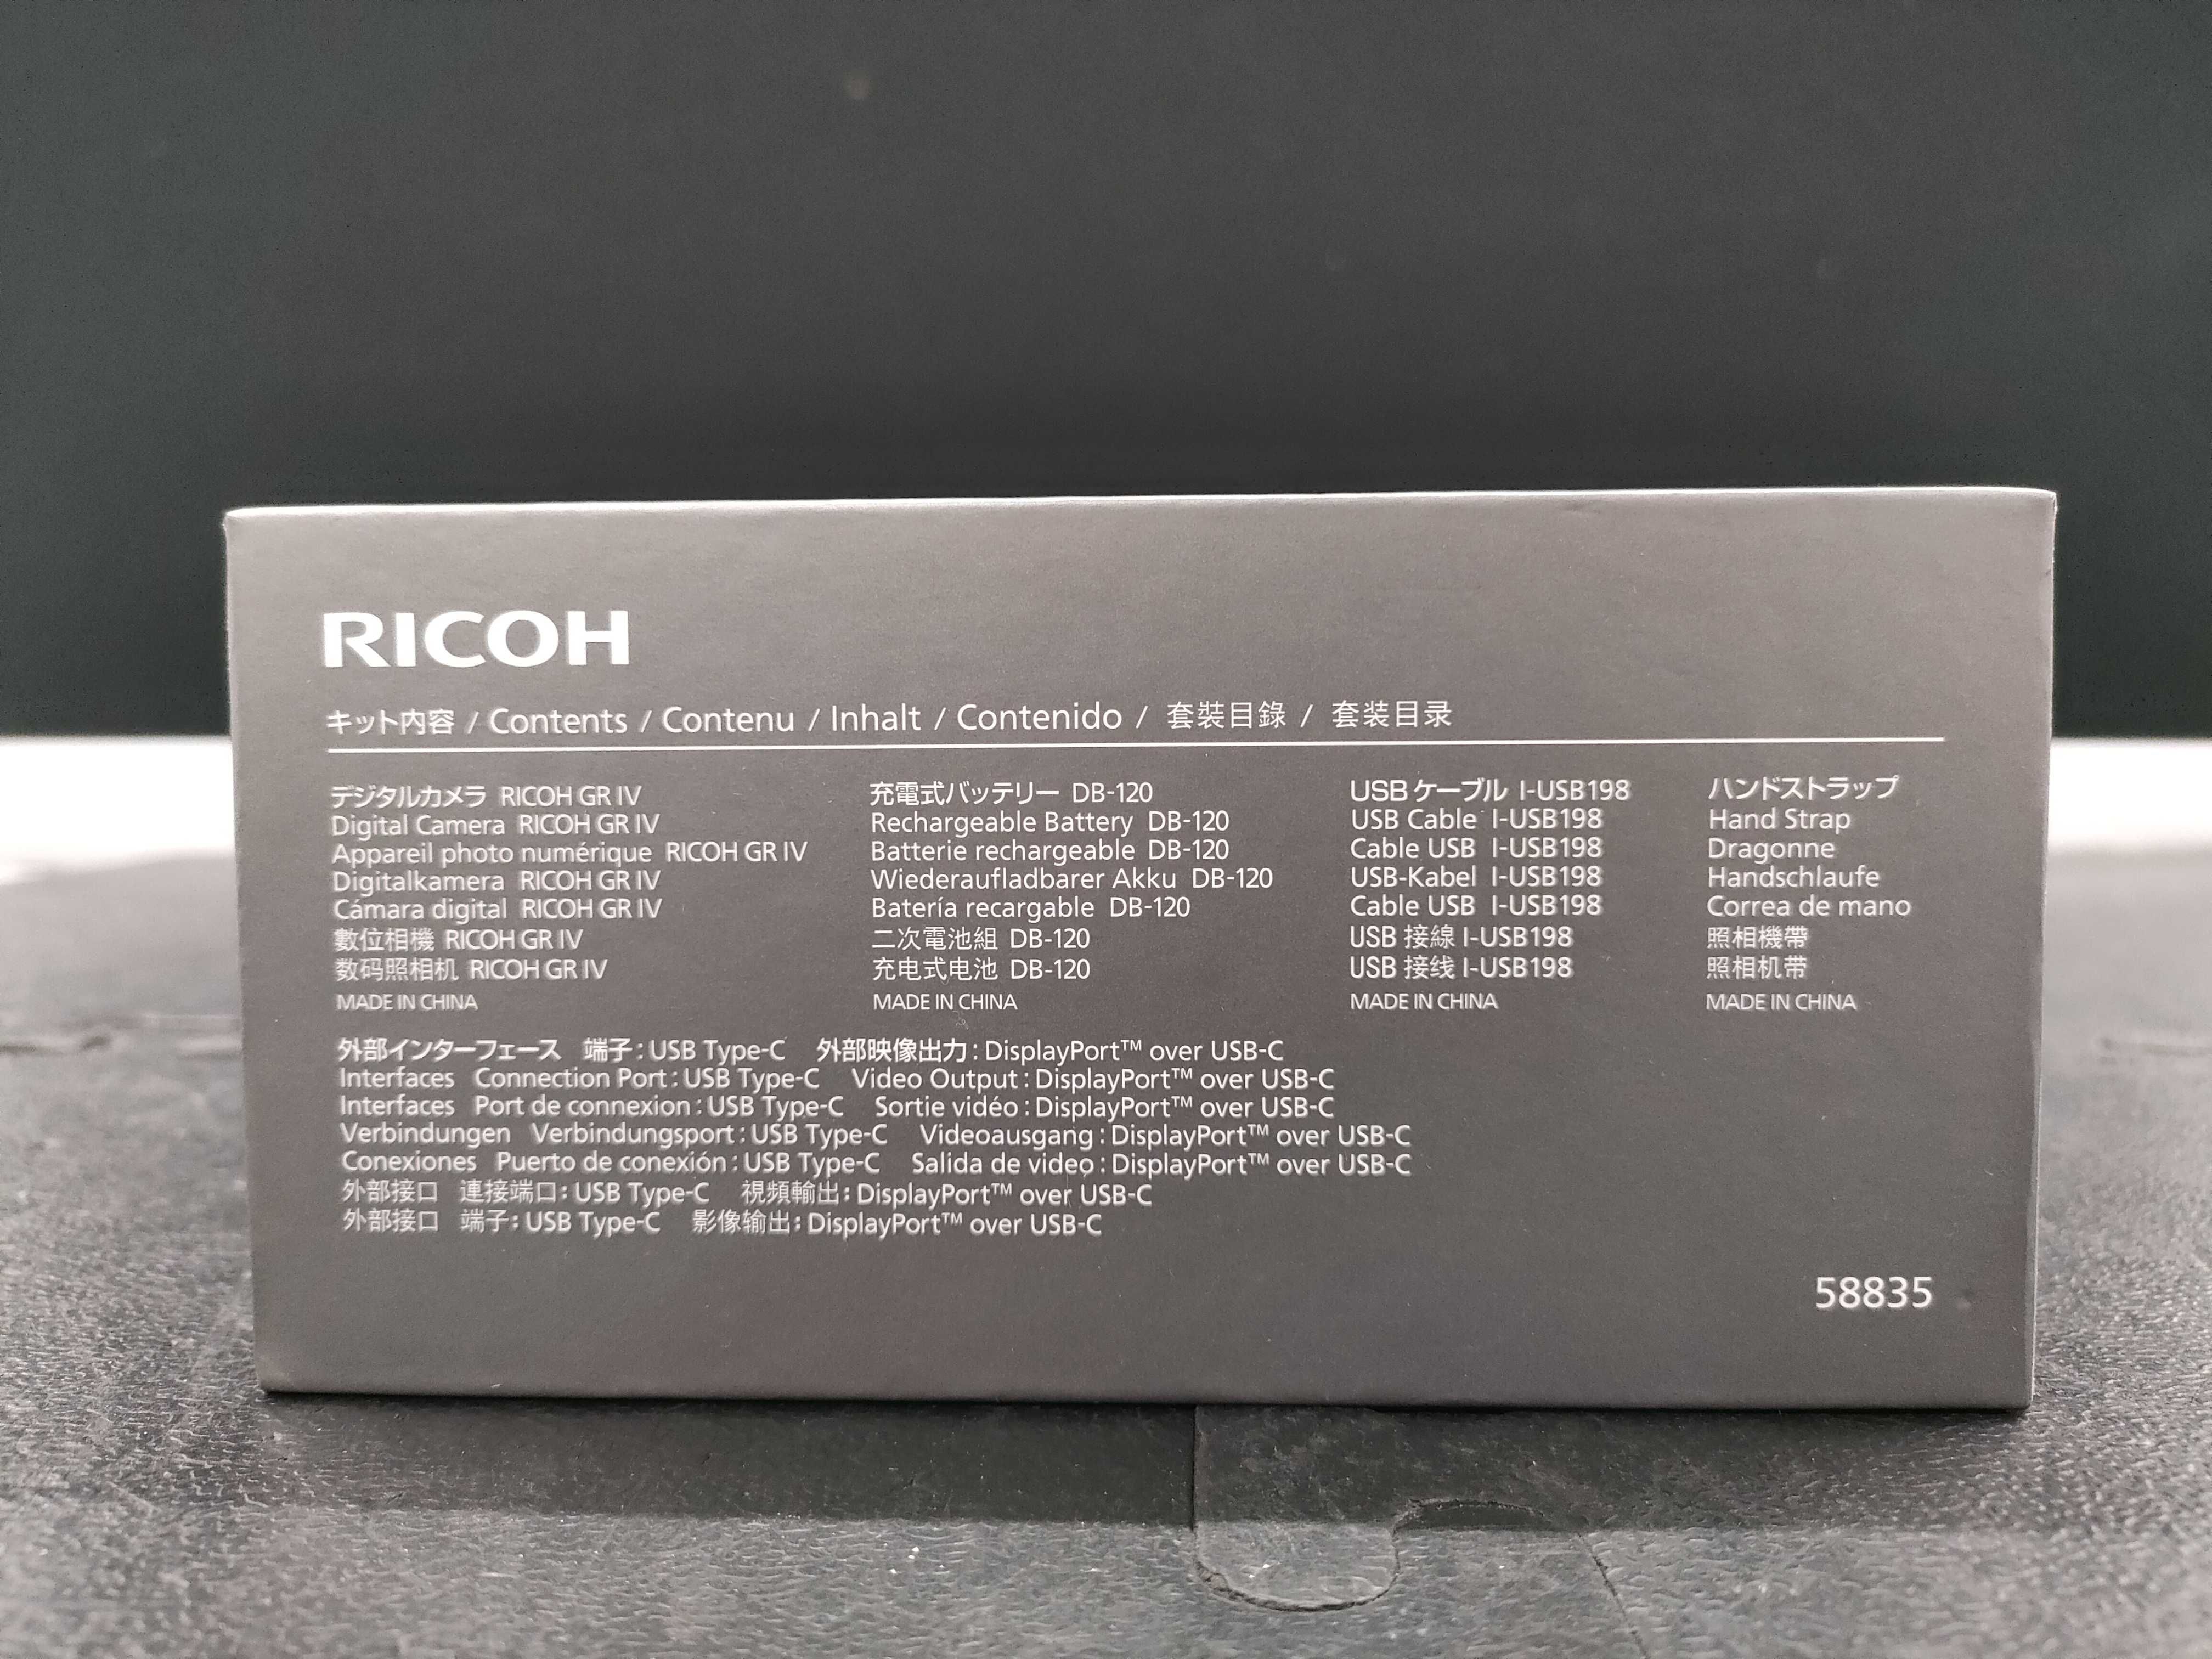 RICOH
キット内容 / Contents / Contenu / Inhalt / Contenido / 套裝目錄 / 套装目录
デジタルカメラ RICOH GR IV
Digital Camera RICOH GR IV
Appareil photo numérique RICOH GR IV
Digitalkamera RICOH GR IV
Cámara digital RICOH GR IV
數位相機 RICOH GR IV
数码照相机 RICOH GR IV
MADE IN CHINA
充電式バッテリー DB-120
Rechargeable Battery DB-120
Batterie rechargeable DB-120
Wiederaufladbarer Akku DB-120
Batería recargable DB-120
二次電池組 DB-120
充电式电池 DB-120
MADE IN CHINA
USB ケーブル I-USB198
USB Cable I-USB198
Cable USB I-USB198
USB-Kabel I-USB198
Cable USB I-USB198
USB 接線 I-USB198
USB 接线 I-USB198
MADE IN CHINA
ハンドストラップ
Hand Strap
Dragonne
Handschlaufe
Correa de mano
照相機帶
照相机带
MADE IN CHINA
外部インターフェース 端子：USB Type-C 外部映像出力：DisplayPort™ over USB-C
Interfaces Connection Port：USB Type-C Video Output：DisplayPort™ over USB-C
Interfaces Port de connexion：USB Type-C Sortie vidéo：DisplayPort™ over USB-C
Verbindungen Verbindungsport：USB Type-C Videoausgang：DisplayPort™ over USB-C
Conexiones Puerto de conexión：USB Type-C Salida de video：DisplayPort™ over USB-C
外部接口 連接端口：USB Type-C 視頻輸出：DisplayPort™ over USB-C
外部接口 端子：USB Type-C 影像输出：DisplayPort™ over USB-C
58835